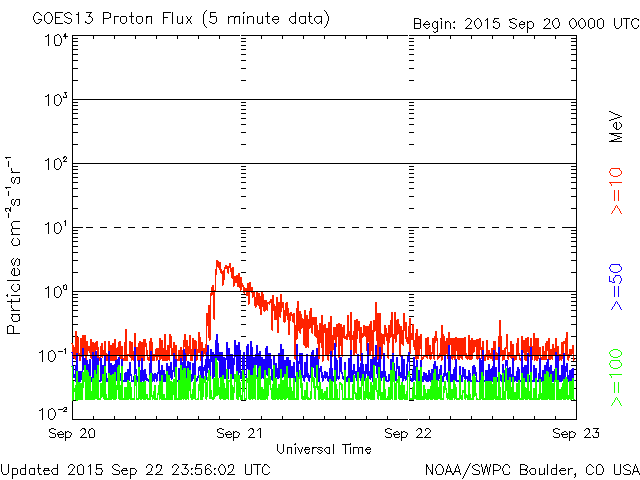 GOES13 Proton Flux (5 minute data)
Begin: 2015 Sep 20 0000 UTC
Particles cm⁻²s⁻¹sr⁻¹
10⁴
10³
10²
10¹
10⁰
10⁻¹
10⁻²
Sep 20
Sep 21
Sep 22
Sep 23
Universal Time
MeV
>=10
>=50
>=100
Updated 2015 Sep 22 23:56:02 UTC
NOAA/SWPC Boulder, CO USA